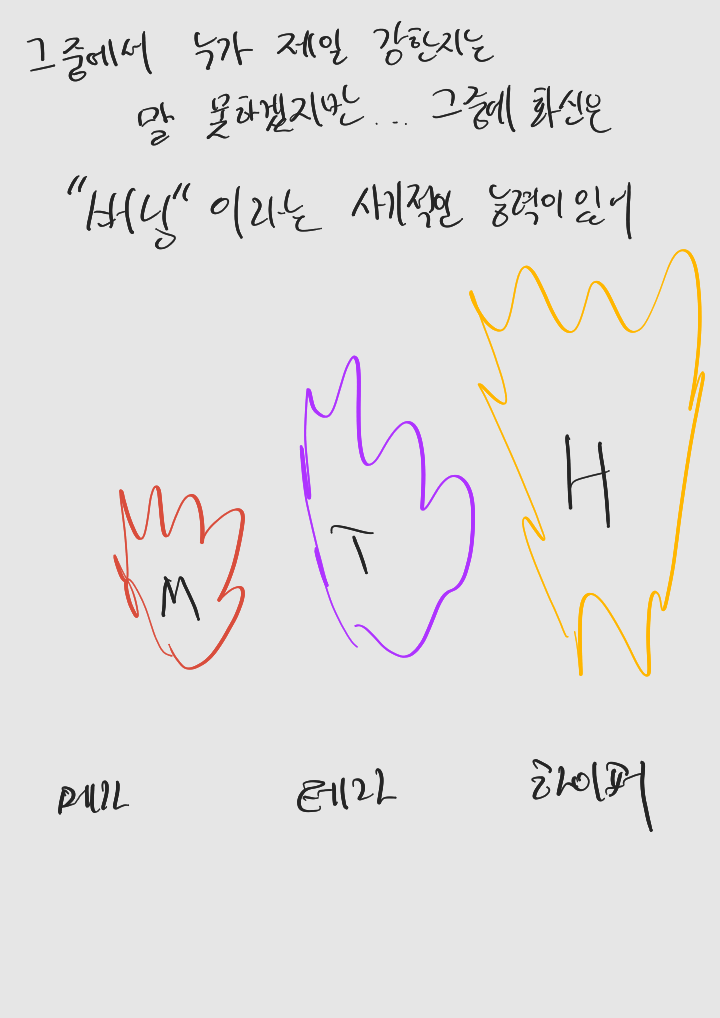 그중에서 누가 제일 강한지는
말 못하겠지만... 그중에 화신은
"버닝" 이라는 사기적인 능력이 있어
H
T
M
메가 테라 하이퍼